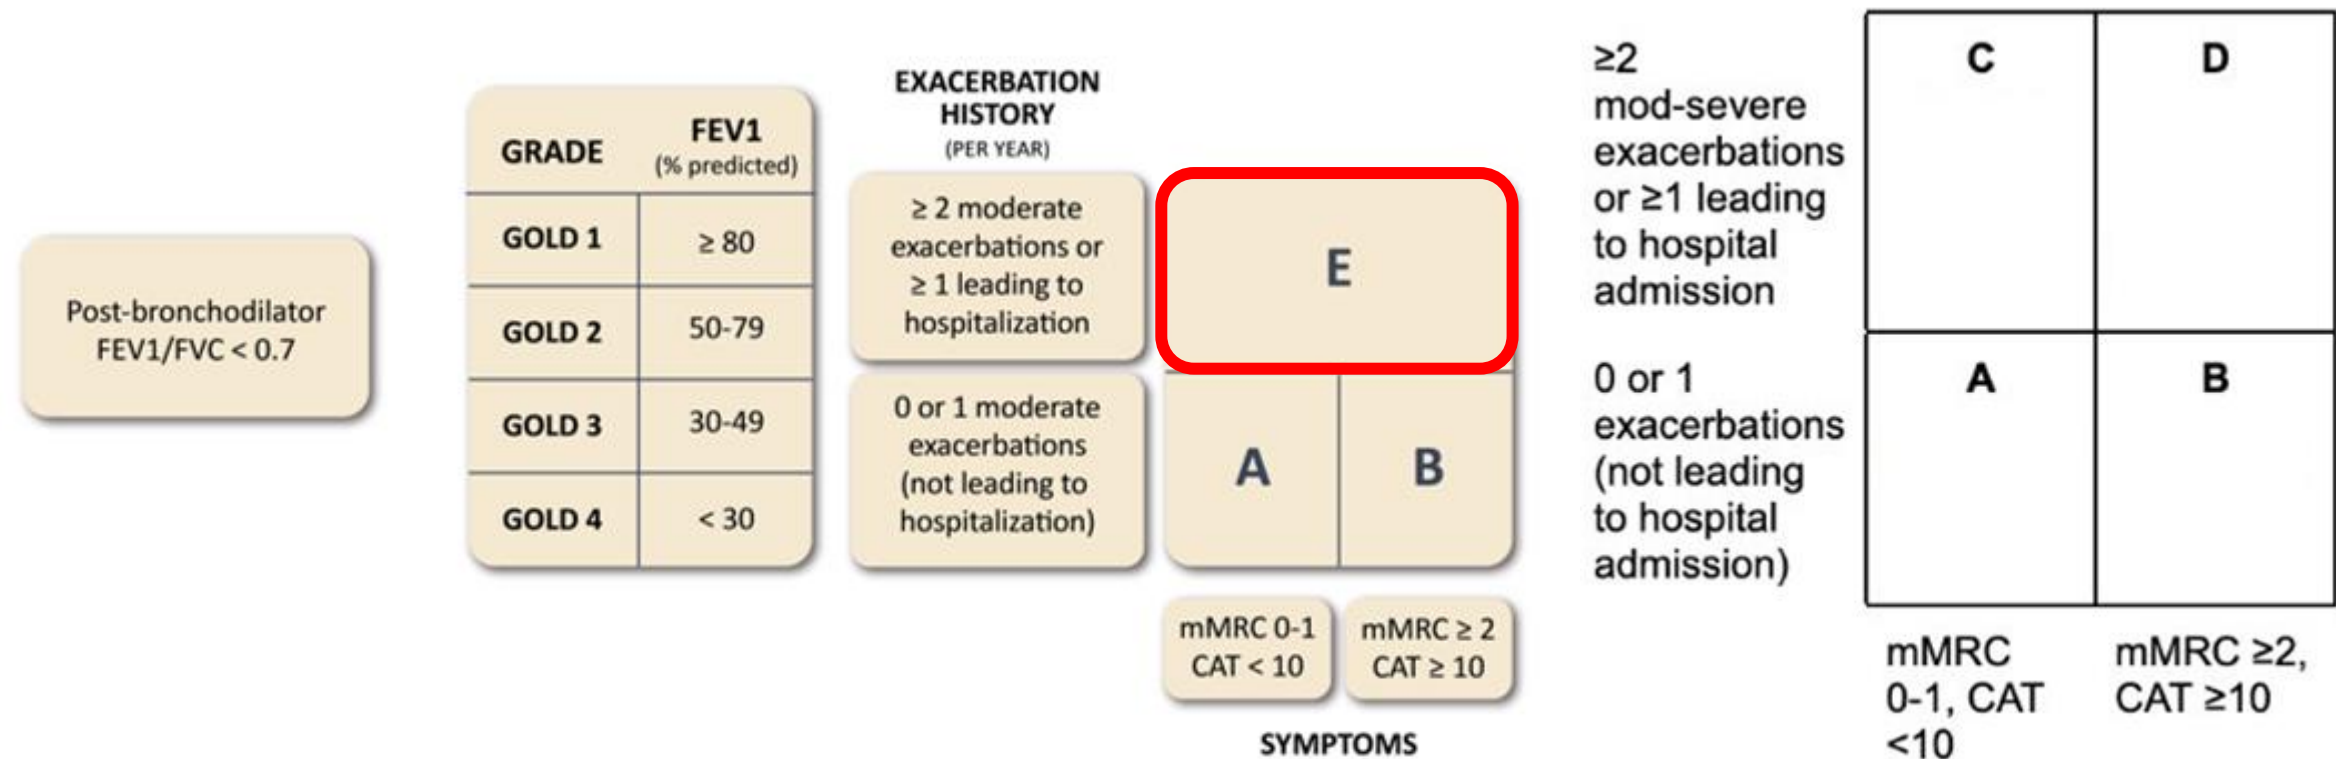 Post-bronchodilator
FEV1/FVC < 0.7
GRADE
FEV1
(% predicted)
GOLD 1
≥ 80
GOLD 2
50-79
GOLD 3
30-49
GOLD 4
< 30
EXACERBATION
HISTORY
(PER YEAR)
≥ 2 moderate
exacerbations or
≥ 1 leading to
hospitalization
0 or 1 moderate
exacerbations
(not leading to
hospitalization)
E
A
B
mMRC 0-1
CAT < 10
mMRC ≥ 2
CAT ≥ 10
SYMPTOMS
≥2
mod-severe
exacerbations
or ≥1 leading
to hospital
admission
C
D
0 or 1
exacerbations
(not leading
to hospital
admission)
A
B
mMRC
0-1, CAT
<10
mMRC ≥2,
CAT ≥10